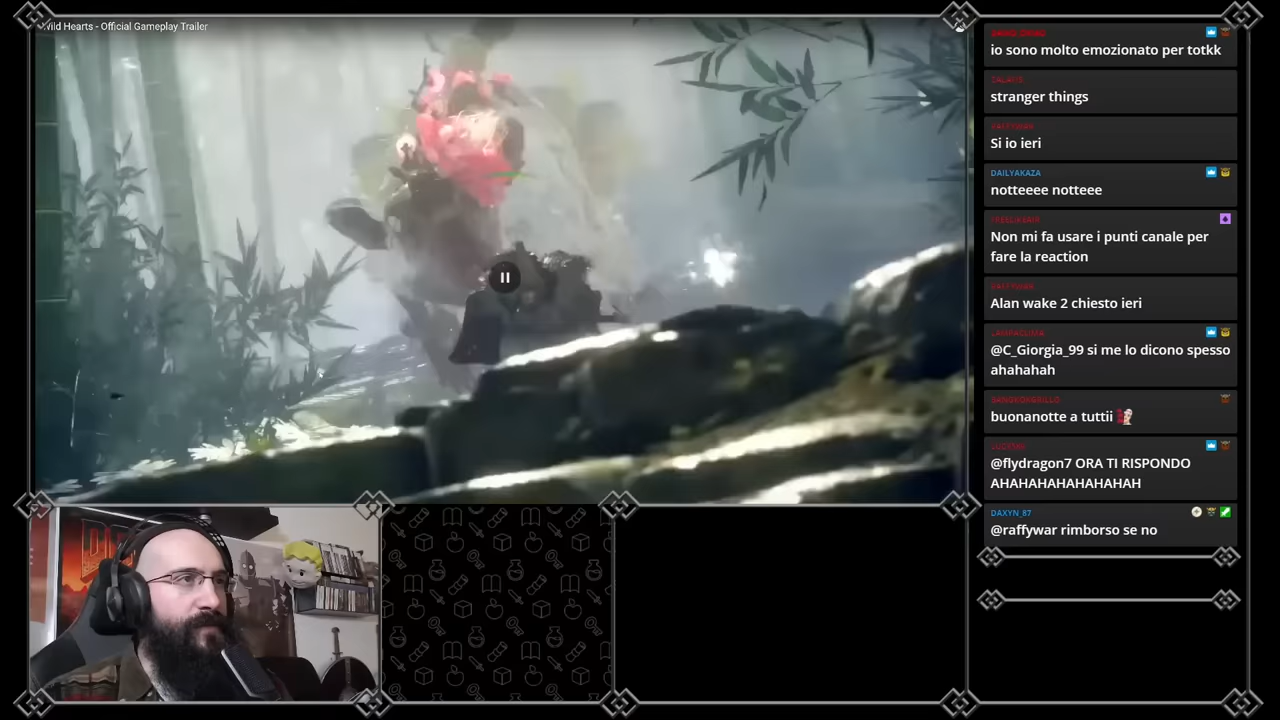 Wild Hearts - Official Gameplay Trailer
io sono molto emozionato per totkk
stranger things
Si io ieri
DAILYAKAZA
notteeee notteee
Non mi fa usare i punti canale per
fare la reaction
Alan wake 2 chiesto ieri
@C_Giorgia_99 si me lo dicono spesso
ahahahah
buonanotte a tuttii
@flydragon7 ORA TI RISPONDO
AHAHAHAHAHAHAHAH
DAXYN_87
@raffywar rimborso se no